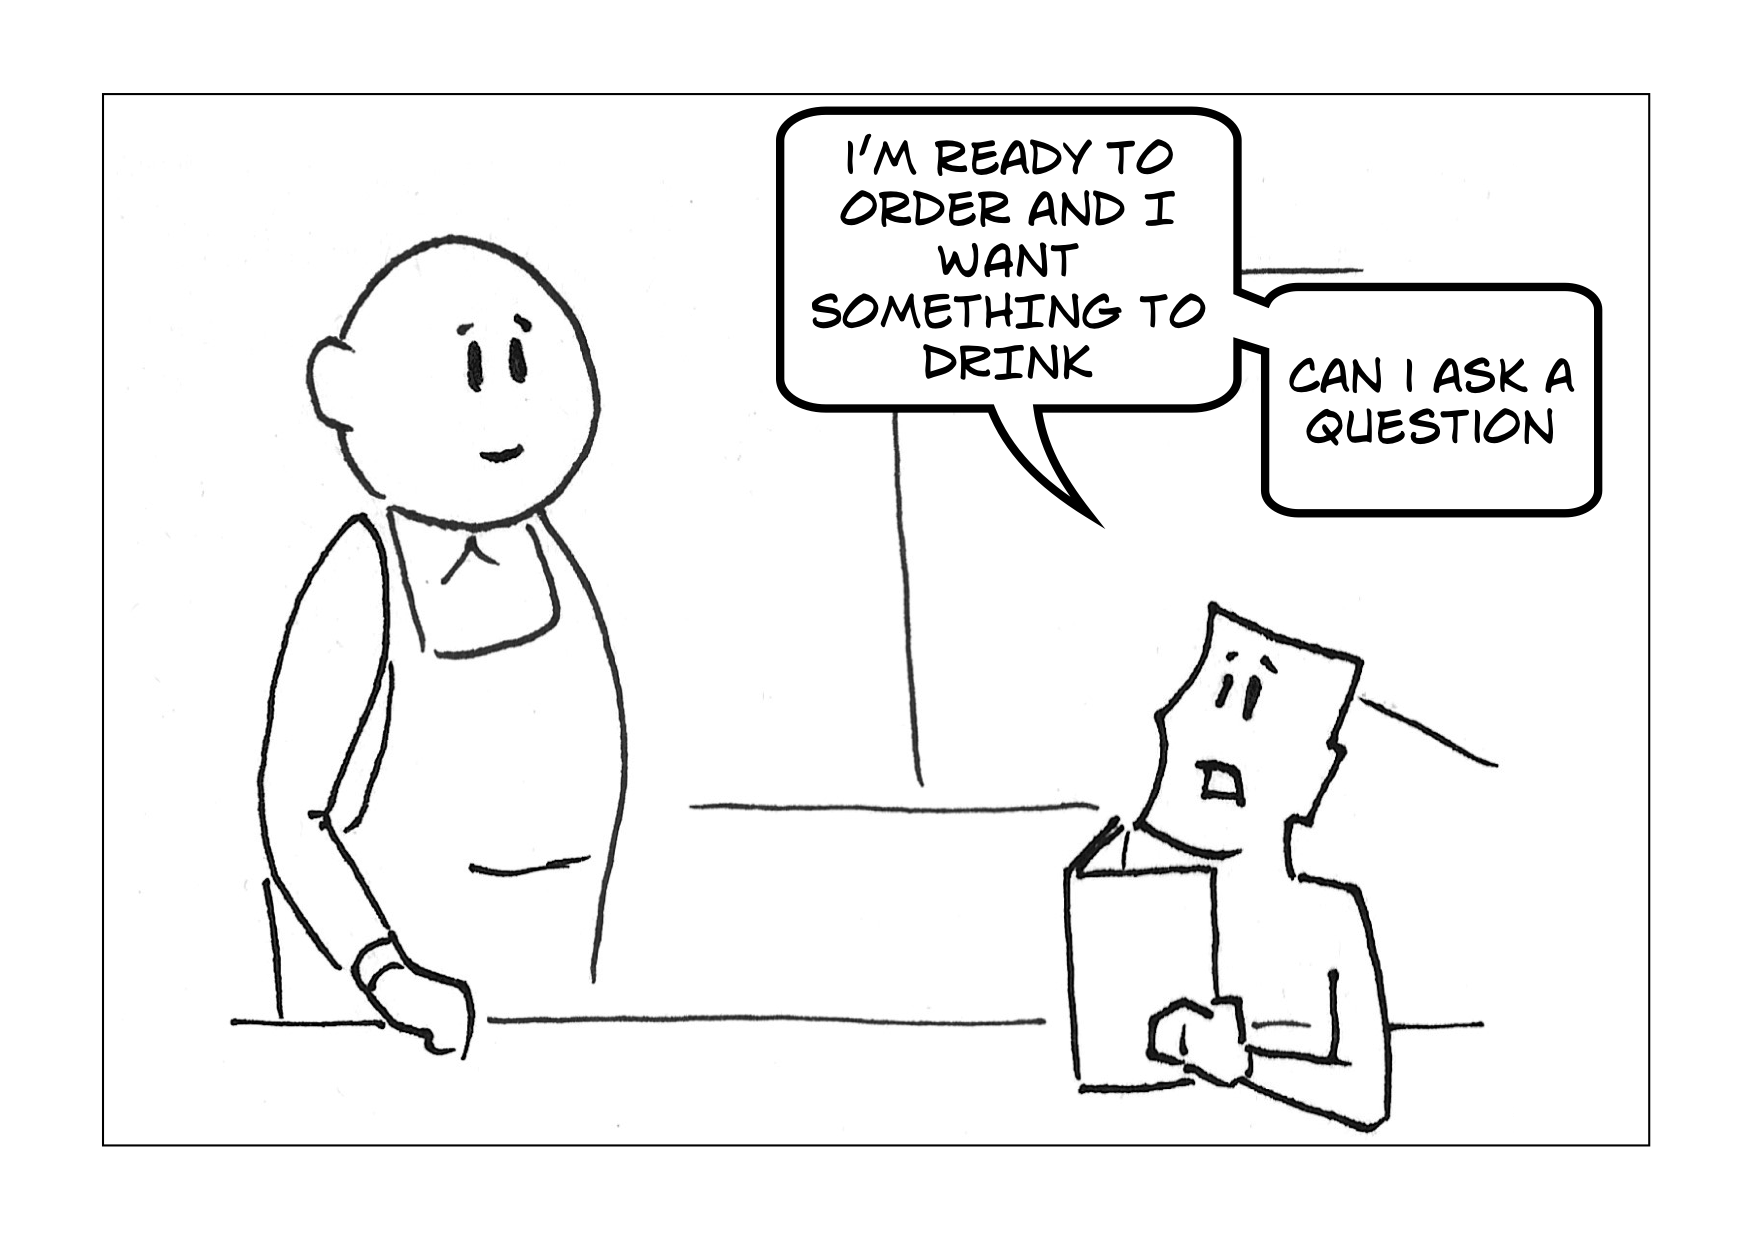 I'M READY TO
ORDER AND I
WANT
SOMETHING TO
DRINK
CAN I ASK A
QUESTION